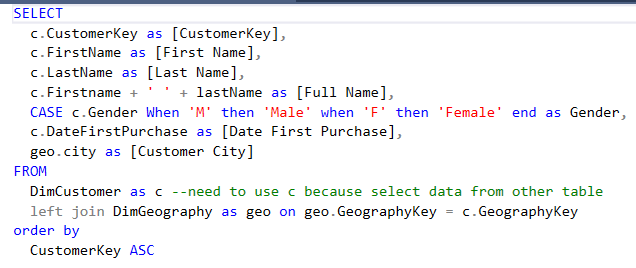 SELECT
c.CustomerKey as [CustomerKey],
c.FirstName as [First Name],
c.LastName as [Last Name],
c.Firstname + ' ' + lastName as [Full Name],
CASE c.Gender When 'M' then 'Male' when 'F' then 'Female' end as Gender,
c.DateFirstPurchase as [Date First Purchase],
geo.city as [Customer City]
FROM
DimCustomer as c --need to use c because select data from other table
left join DimGeography as geo on geo.GeographyKey = c.GeographyKey
order by
CustomerKey ASC